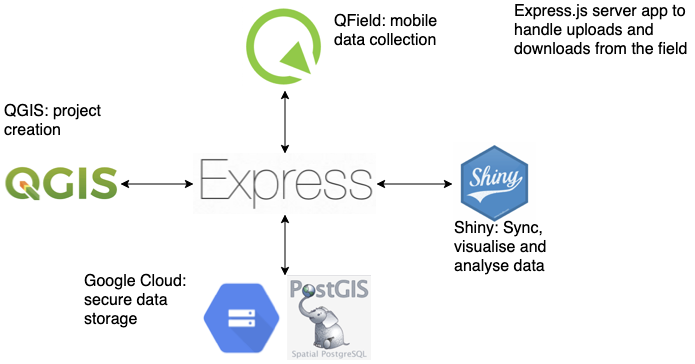 QField: mobile
data collection
Express.js server app to
handle uploads and
downloads from the field
QGIS: project
creation
QGIS
Express
Shiny
Shiny: Sync,
visualise and
analyse data
Google Cloud:
secure data
storage
PostGIS
Spatial PostgreSQL